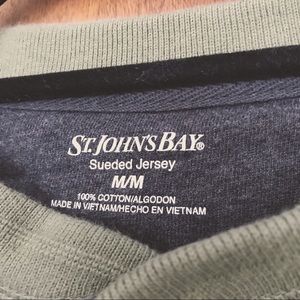 ST. JOHN'S BAY®
Sueded Jersey
M/M
100% COTTON/ALGODON
MADE IN VIETNAM/HECHO EN VIETNAM